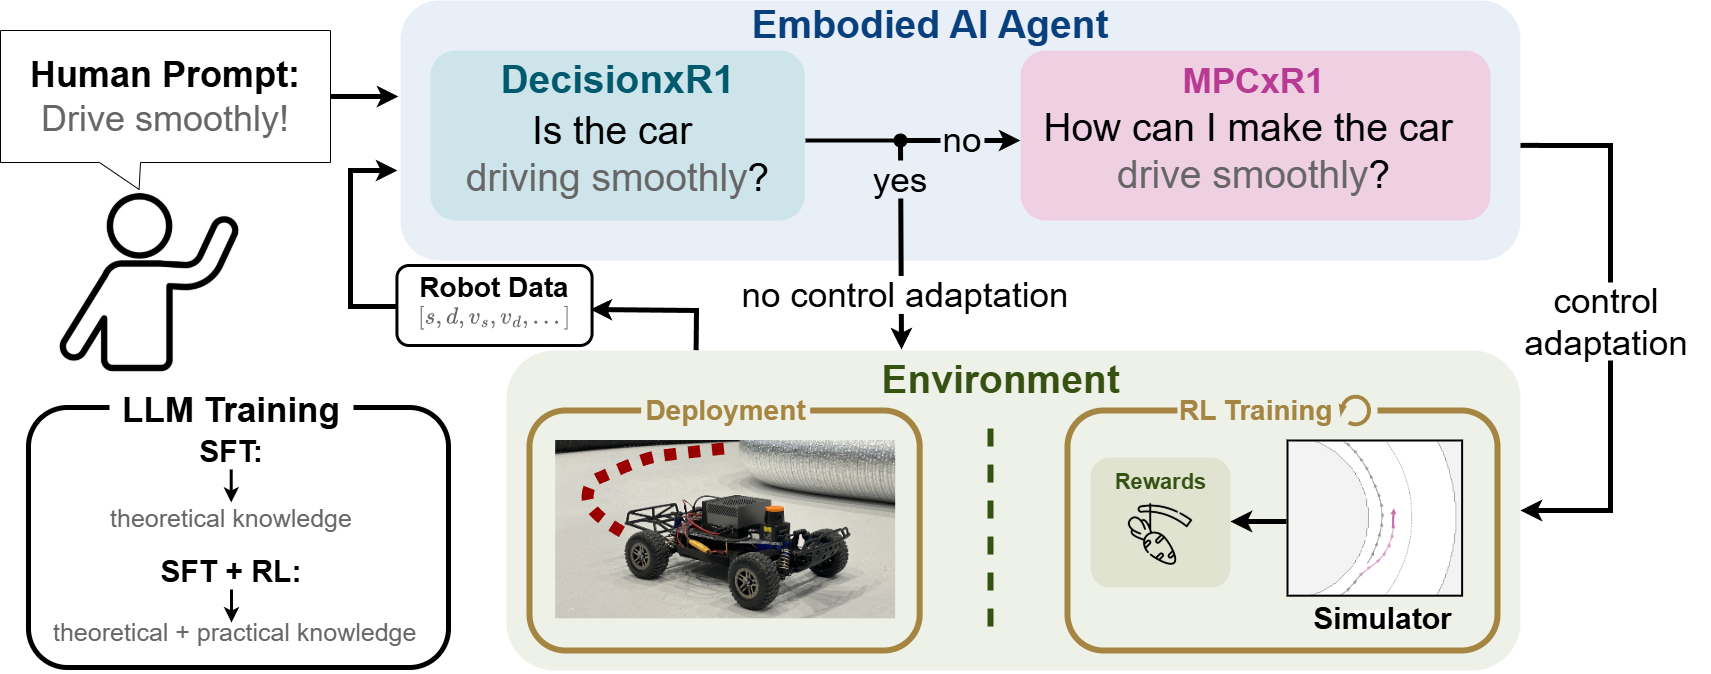 Embodied AI Agent
Human Prompt:
Drive smoothly!
DecisionxR1
Is the car
driving smoothly?
no
yes
MPCxR1
How can I make the car
drive smoothly?
no control adaptation
control
adaptation
Robot Data
[s, d, v_s, v_d, . . . ]
LLM Training
SFT:
theoretical knowledge
SFT + RL:
theoretical + practical knowledge
Environment
Deployment
RL Training
Rewards
Simulator